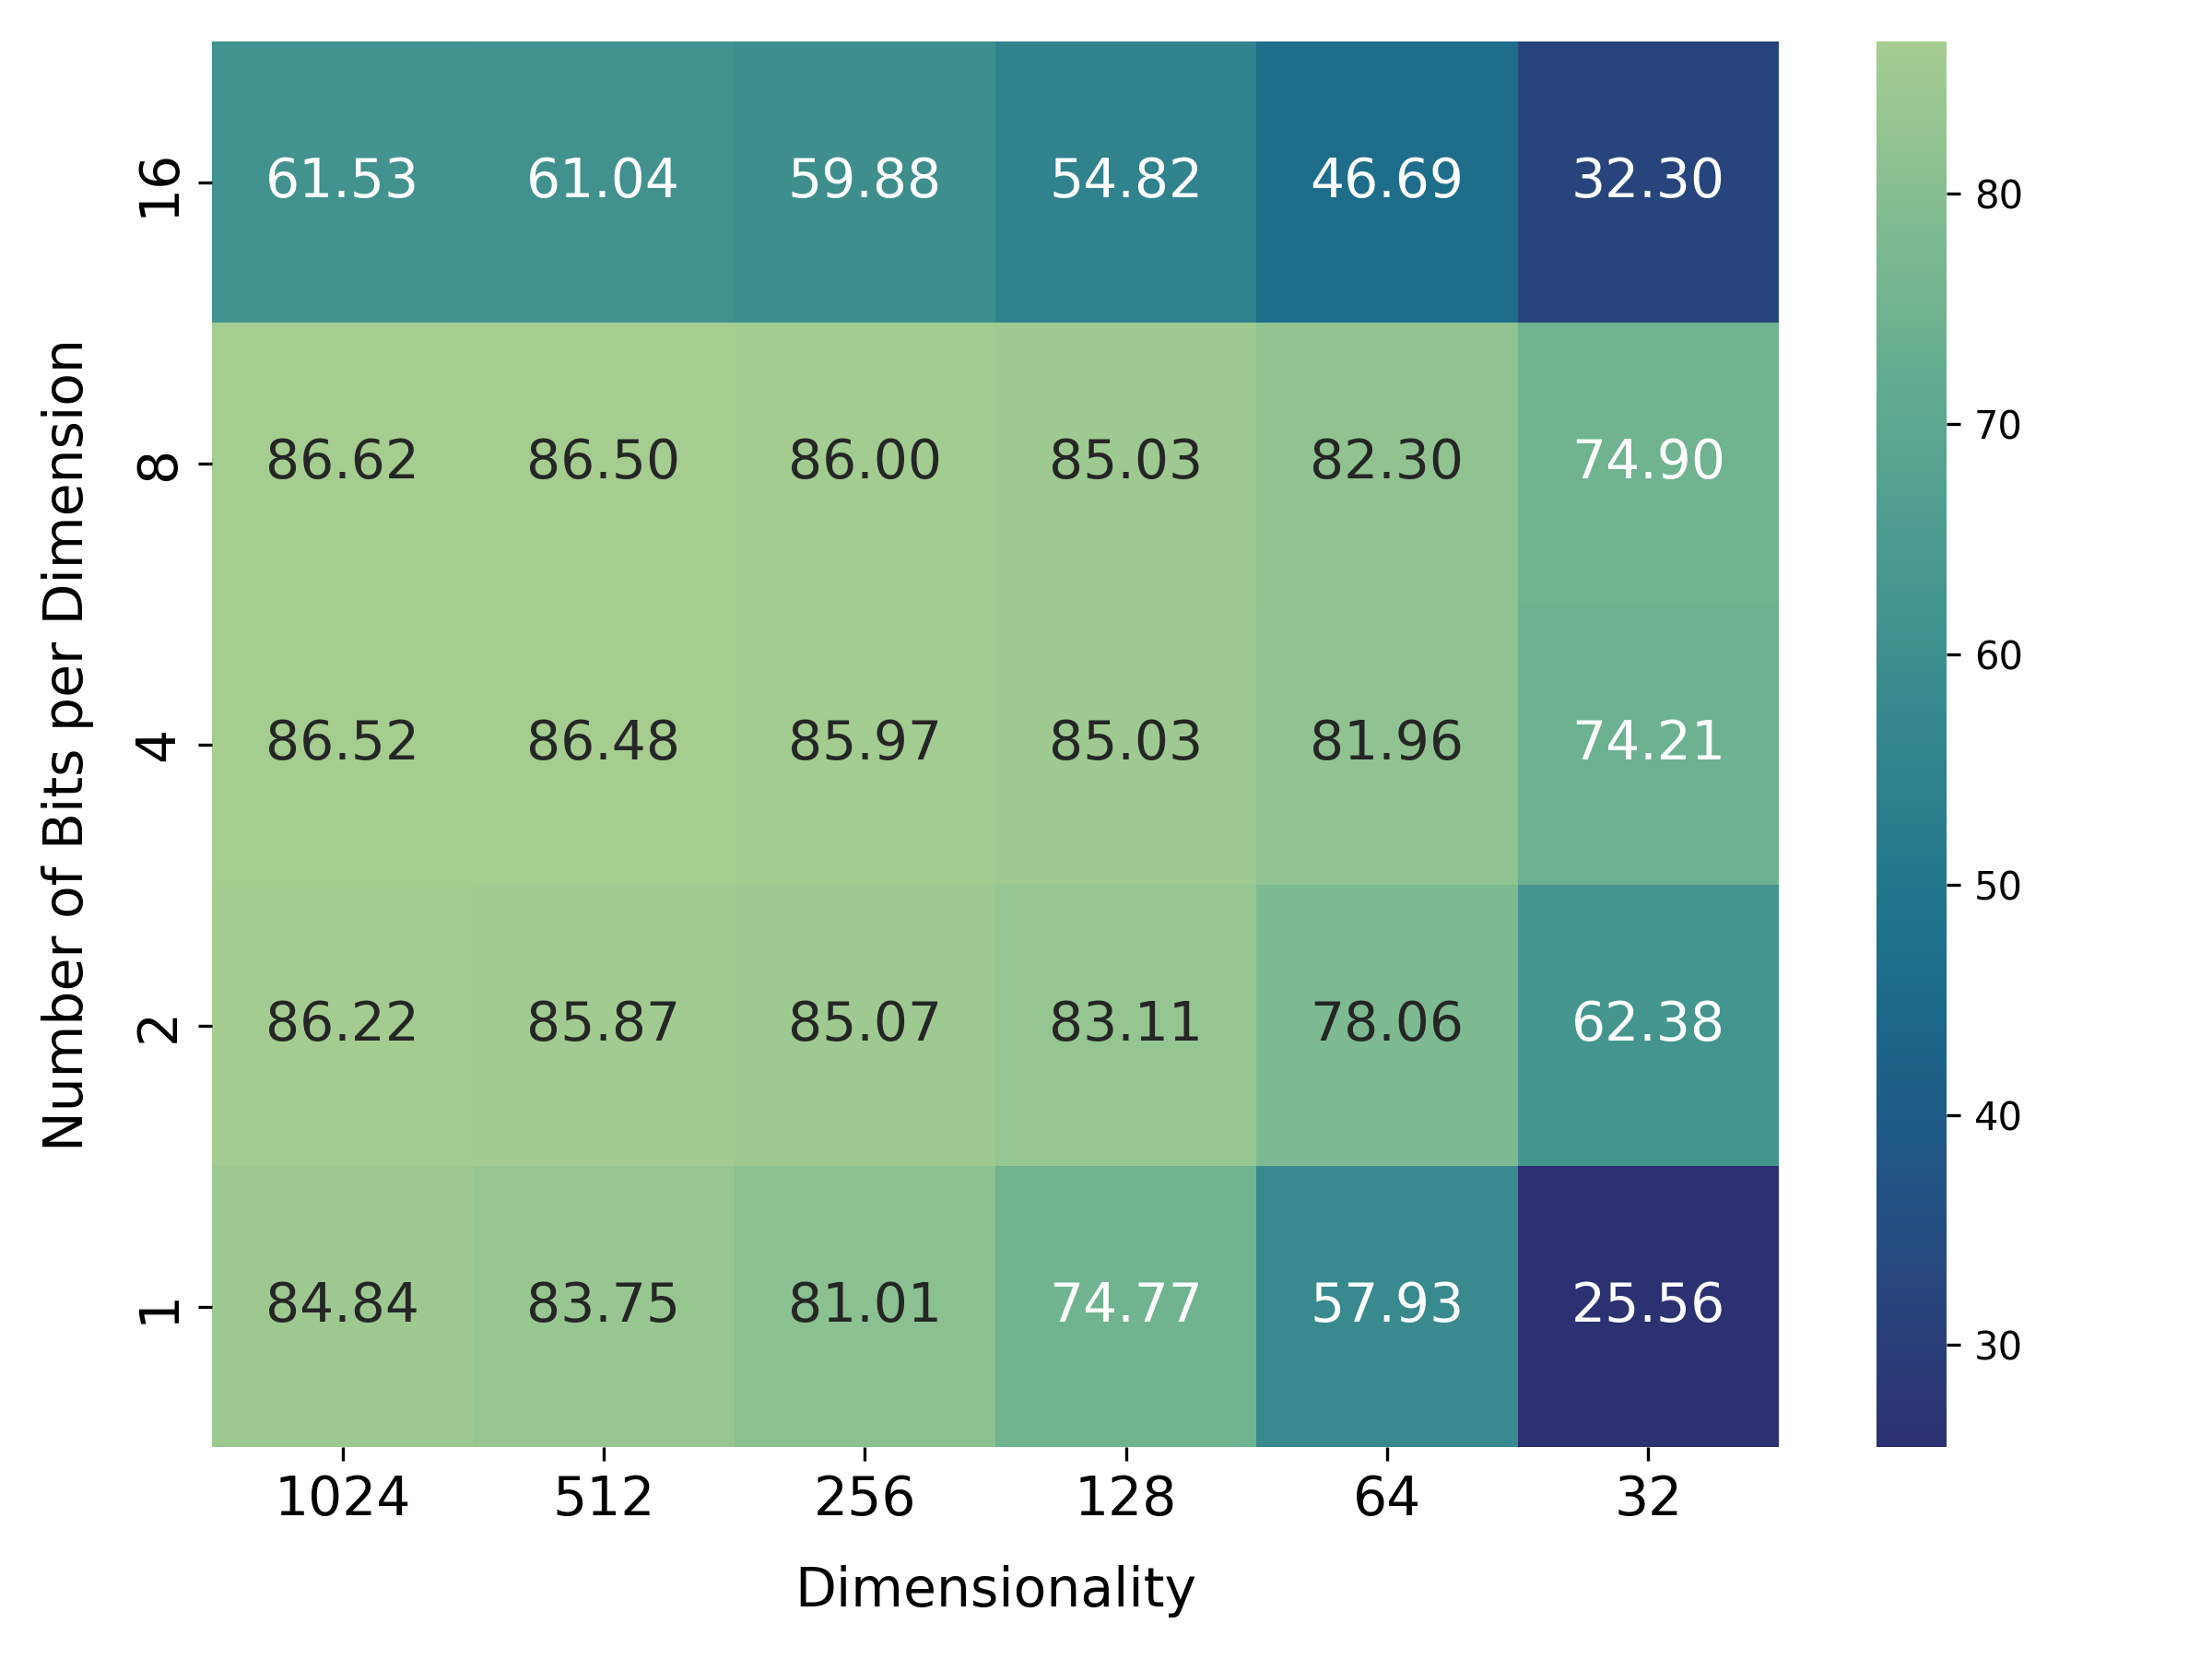 Number of Bits per Dimension
16
61.53 61.04 59.88 54.82 46.69 32.30
8
86.62 86.50 86.00 85.03 82.30 74.90
4
86.52 86.48 85.97 85.03 81.96 74.21
2
86.22 85.87 85.07 83.11 78.06 62.38
1
84.84 83.75 81.01 74.77 57.93 25.56
1024 512 256 128 64 32
Dimensionality
80
70
60
50
40
30